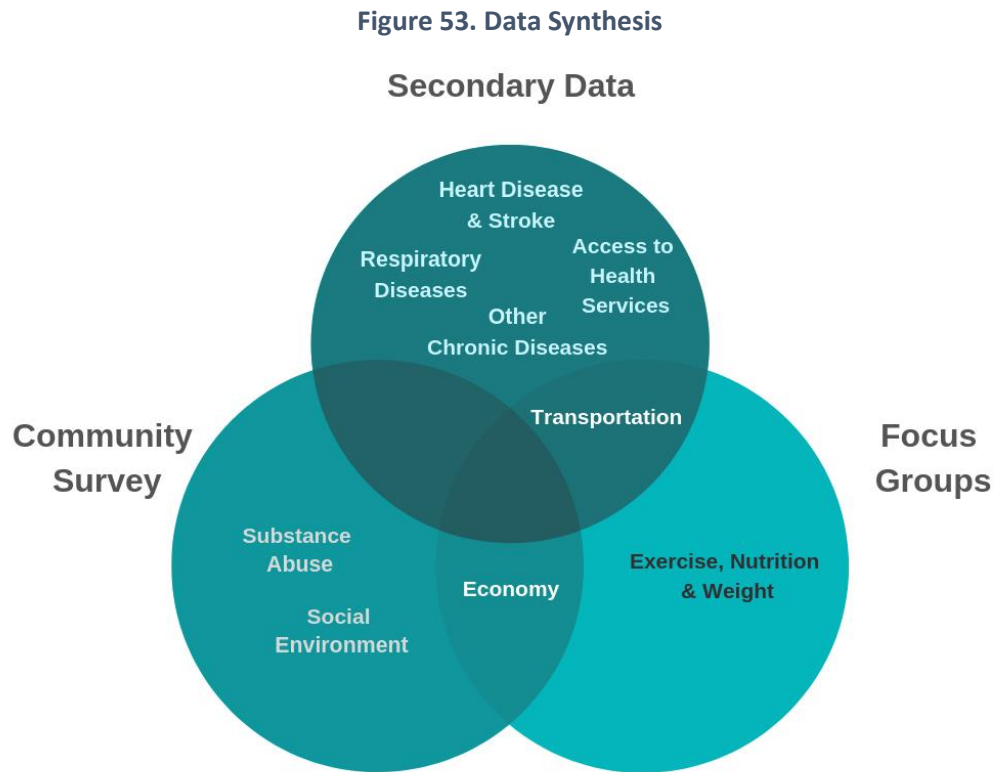 Figure 53. Data Synthesis
Secondary Data
Heart Disease
& Stroke
Respiratory
Diseases
Access to
Health
Services
Other
Chronic Diseases
Transportation
Community
Survey
Focus
Groups
Substance
Abuse
Social
Environment
Economy
Exercise, Nutrition
& Weight